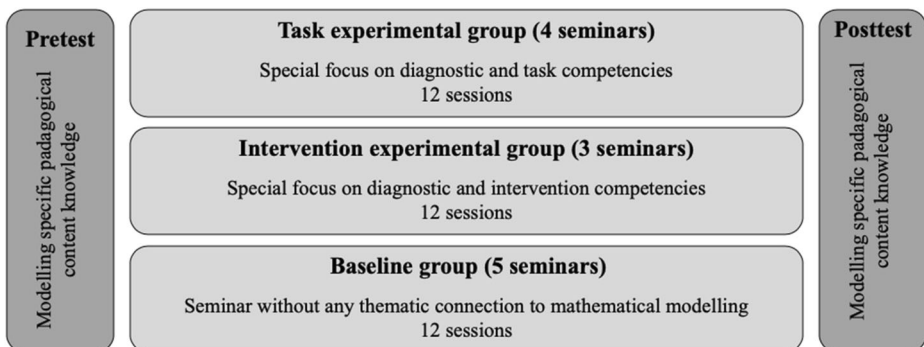 Pretest
Modelling specific padagogical
content knowledge
Task experimental group (4 seminars)
Special focus on diagnostic and task competencies
12 sessions
Intervention experimental group (3 seminars)
Special focus on diagnostic and intervention competencies
12 sessions
Baseline group (5 seminars)
Seminar without any thematic connection to mathematical modelling
12 sessions
Posttest
Modelling specific padagogical
content knowledge